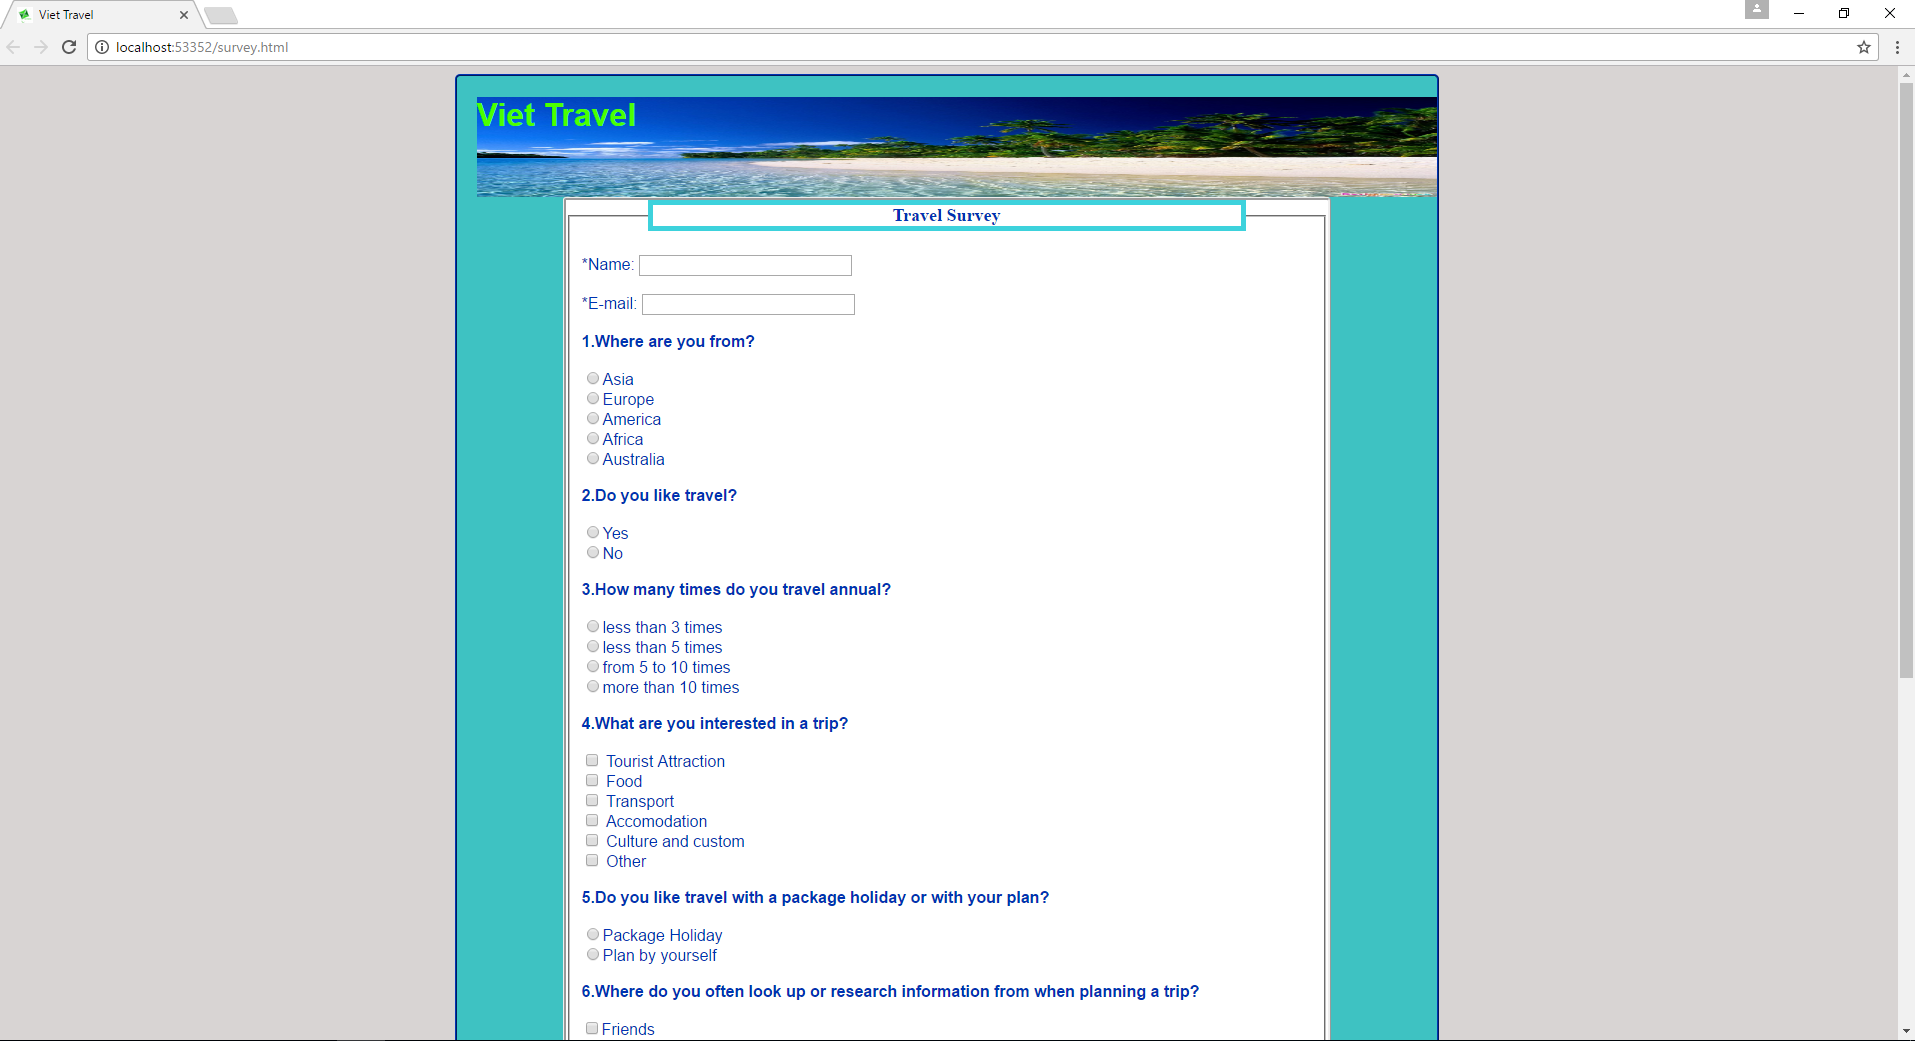 Viet Travel
localhost:53352/survey.html
Viet Travel
Travel Survey
*Name:
*E-mail:
1.Where are you from?
Asia
Europe
America
Africa
Australia
2.Do you like travel?
Yes
No
3.How many times do you travel annual?
less than 3 times
less than 5 times
from 5 to 10 times
more than 10 times
4.What are you interested in a trip?
Tourist Attraction
Food
Transport
Accomodation
Culture and custom
Other
5.Do you like travel with a package holiday or with your plan?
Package Holiday
Plan by yourself
6.Where do you often look up or research information from when planning a trip?
Friends